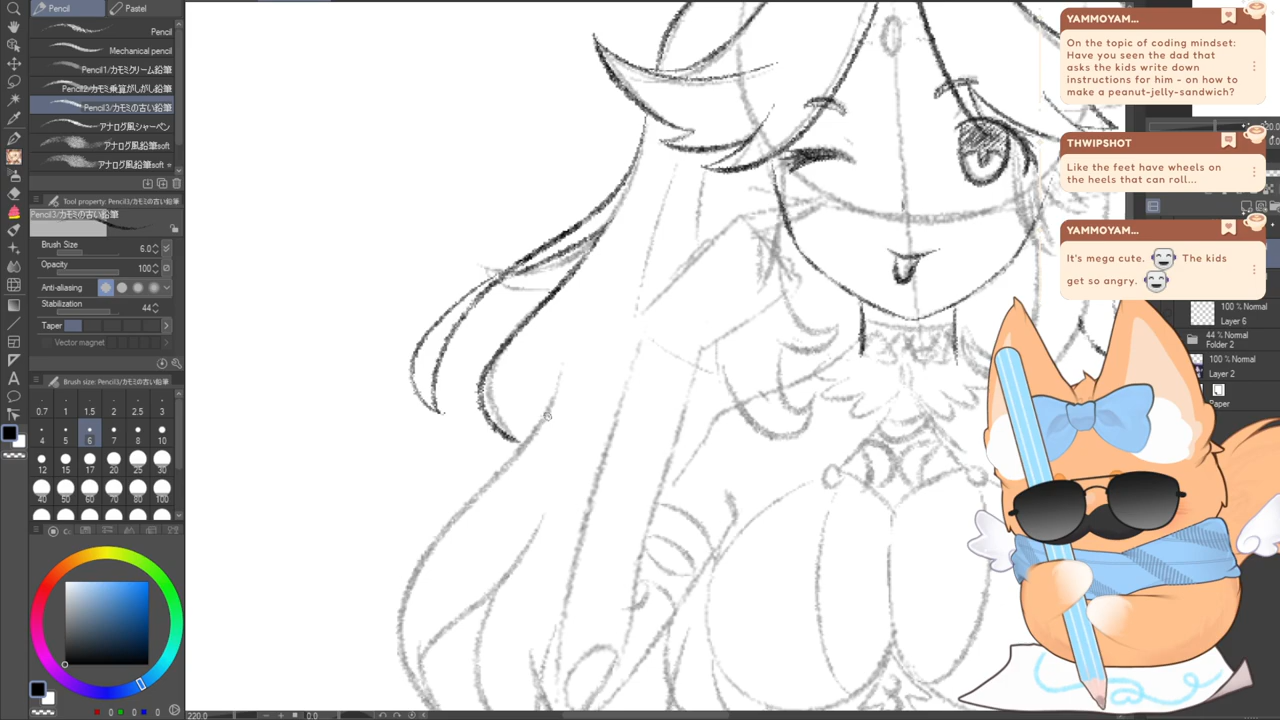 Pencil
Pastel
Pencil
Mechanical pencil
Pencil1/カモミクリーム鉛筆
Pencil2/カモミ乗算がしがし鉛筆
Pencil3/カモミの古い鉛筆
アナログ風シャーペン
アナログ風鉛筆soft
アナログ風鉛筆soft =
Tool property: Pencil3/カモミの古い鉛筆
Pencil3/カモミの古い鉛筆
Brush Size 6.0
Opacity 100
Anti-aliasing
Stabilization 44
Taper
Vector magnet
Brush size: Pencil3/カモミの古い鉛筆
0.7 1 1.5 2 2.5 3
4 5 6 7 8 10
12 15 17 20 25 30
40 50 60 70 80 100
0 0 0
220.0 0.0
YAMMOYAM...
On the topic of coding mindset:
Have you seen the dad that
asks the kids write down
instructions for him - on how to
make a peanut-jelly-sandwich?
THWIPSHOT
Like the feet have wheels on
the heels that can roll...
YAMMOYAM...
It's mega cute. The kids
get so angry.
100 % Normal
Layer 6
44 % Normal
Folder 2
100 % Normal
Layer 2
Paper